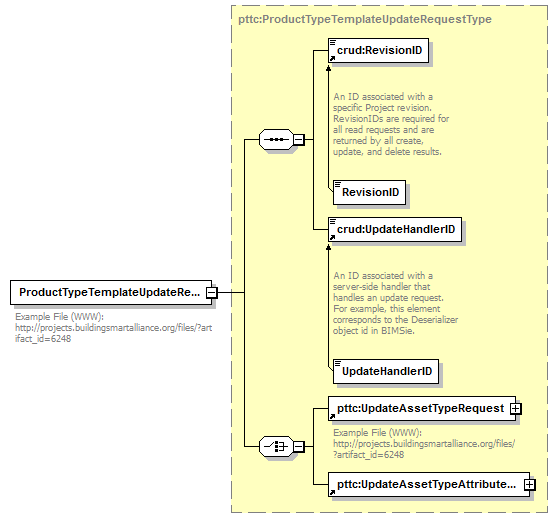 pttc:ProductTypeTemplateUpdateRequestType
crud:RevisionID
An ID associated with a
specific Project revision.
RevisionIDs are required for
all read requests and are
returned by all create,
update, and delete results.
RevisionID
crud:UpdateHandlerID
An ID associated with a
server-side handler that
handles an update request.
For example, this element
corresponds to the Deserializer
object id in BIMSie.
UpdateHandlerID
ProductTypeTemplateUpdateRe...
Example File (WWW):
http://projects.buildingsmartalliance.org/files/?art
ifact_id=6248
pttc:UpdateAssetTypeRequest
Example File (WWW):
http://projects.buildingsmartalliance.org/files/
?artifact_id=6248
pttc:UpdateAssetTypeAttribute...